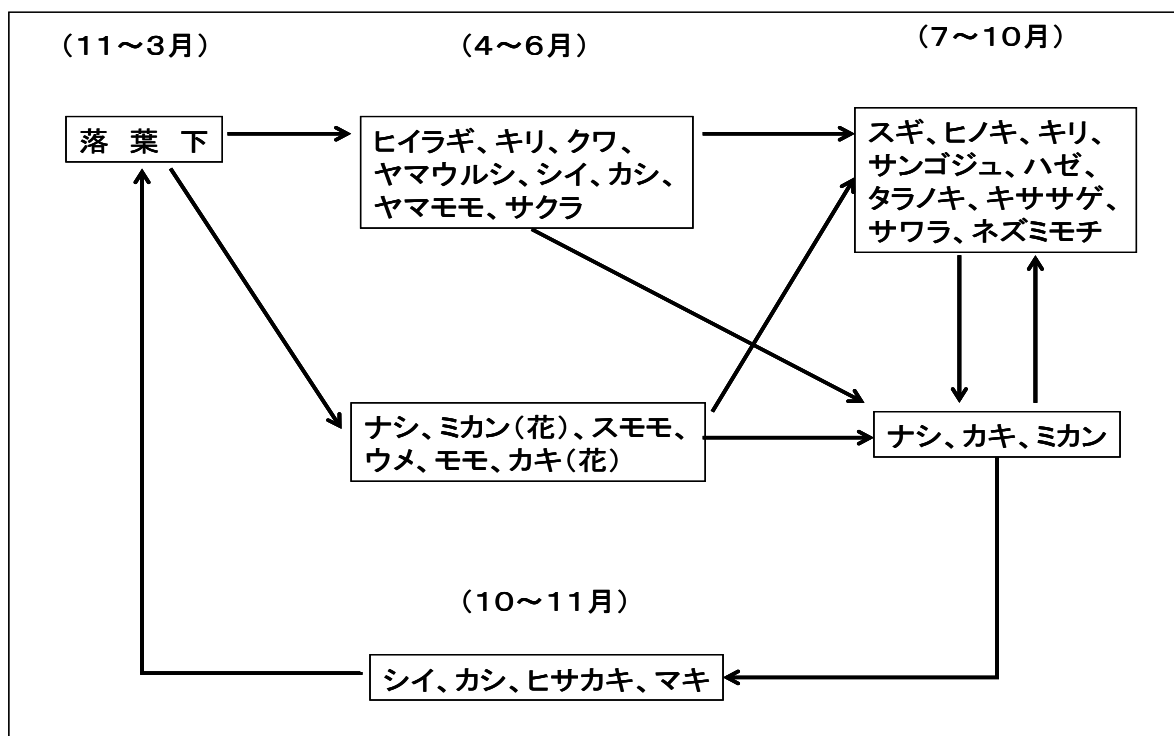 （11～3月）
（4～6月）
（7～10月）
落　葉　下
ヒイラギ、キリ、クワ、
ヤマウルシ、シイ、カシ、
ヤマモモ、サクラ
スギ、ヒノキ、キリ、
サンゴジュ、ハゼ、
タラノキ、キササゲ、
サワラ、ネズミモチ
ナシ、ミカン（花）、スモモ、
ウメ、モモ、カキ（花）
ナシ、カキ、ミカン
（10～11月）
シイ、カシ、ヒサカキ、マキ